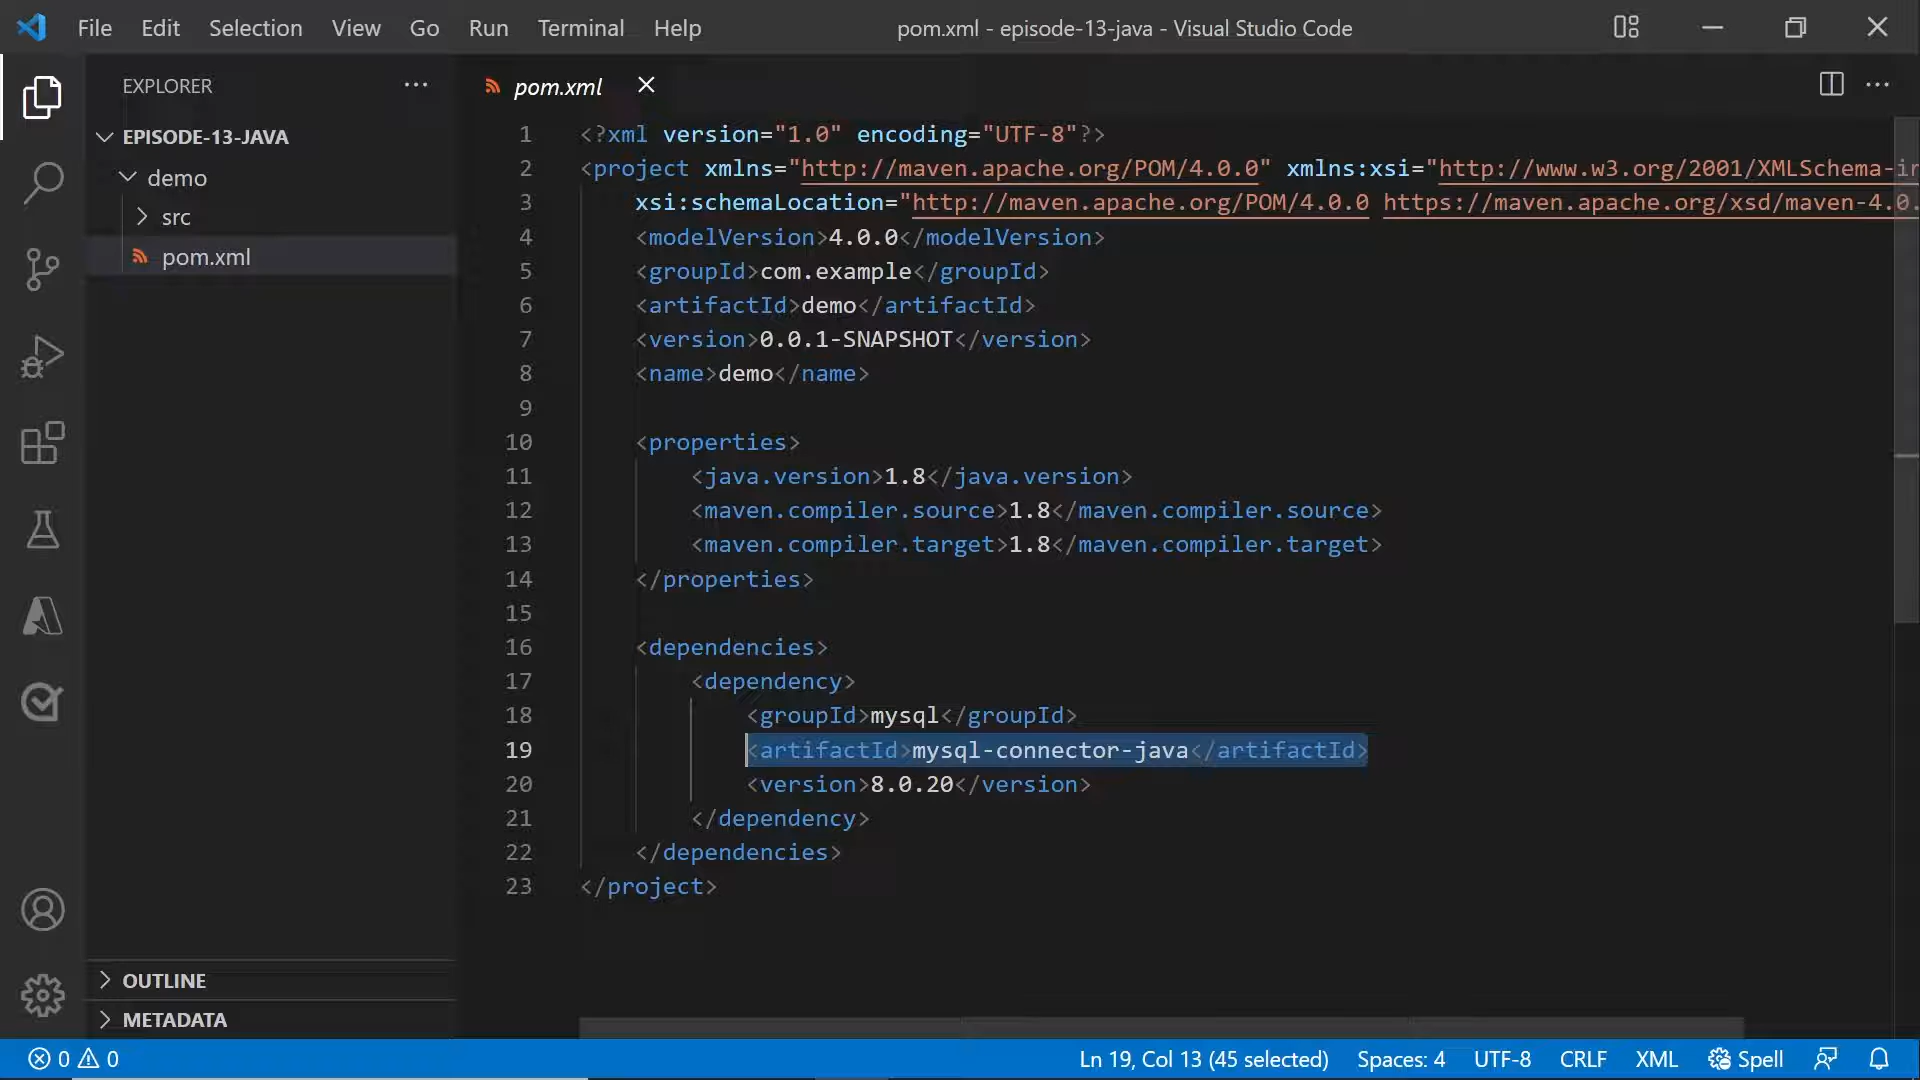 File Edit Selection View Go Run Terminal Help
pom.xml - episode-13-java - Visual Studio Code
EXPLORER
EPISODE-13-JAVA
demo
src
pom.xml
OUTLINE
METADATA
pom.xml
1 <?xml version="1.0" encoding="UTF-8"?>
2 <project xmlns="http://maven.apache.org/POM/4.0.0" xmlns:xsi="http://www.w3.org/2001/XMLSchema-in
3 xsi:schemaLocation="http://maven.apache.org/POM/4.0.0 https://maven.apache.org/xsd/maven-4.0.
4 <modelVersion>4.0.0</modelVersion>
5 <groupId>com.example</groupId>
6 <artifactId>demo</artifactId>
7 <version>0.0.1-SNAPSHOT</version>
8 <name>demo</name>
9
10 <properties>
11 <java.version>1.8</java.version>
12 <maven.compiler.source>1.8</maven.compiler.source>
13 <maven.compiler.target>1.8</maven.compiler.target>
14 </properties>
15
16 <dependencies>
17 <dependency>
18 <groupId>mysql</groupId>
19 <artifactId>mysql-connector-java</artifactId>
20 <version>8.0.20</version>
21 </dependency>
22 </dependencies>
23 </project>
0 0
Ln 19, Col 13 (45 selected) Spaces: 4 UTF-8 CRLF XML Spell